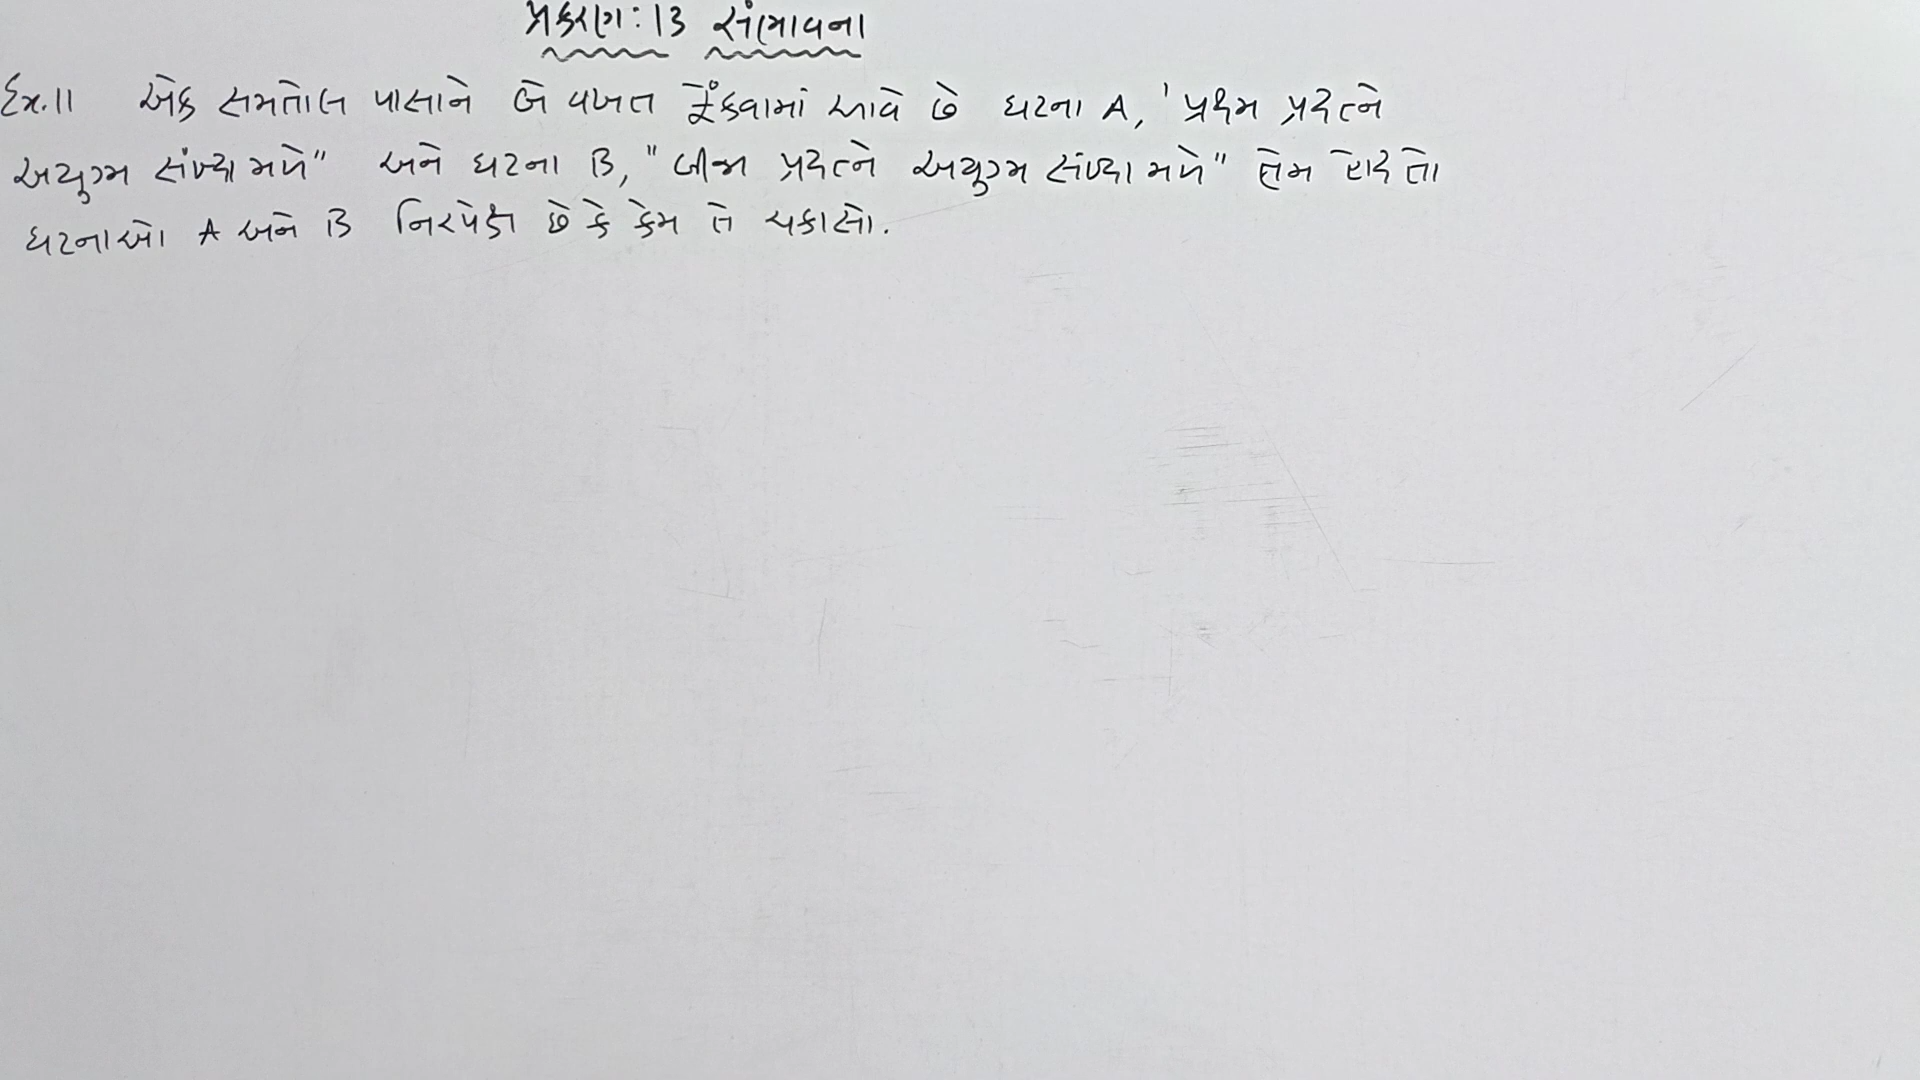 પ્રકરણ : 13 સંભાવના
Ex.11 એક સમતોલ પાસાને બે વખત ફેંકવામાં આવે છે ઘટના A, ' પ્રથમ પ્રયત્ને
અયુગ્મ સંખ્યા મળે" અને ઘટના B, " બીજા પ્રયત્ને અયુગ્મ સંખ્યા મળે" તેમ હોય તો
ઘટનાઓ A અને B નિરપેક્ષ છે કે કેમ તે ચકાસો.